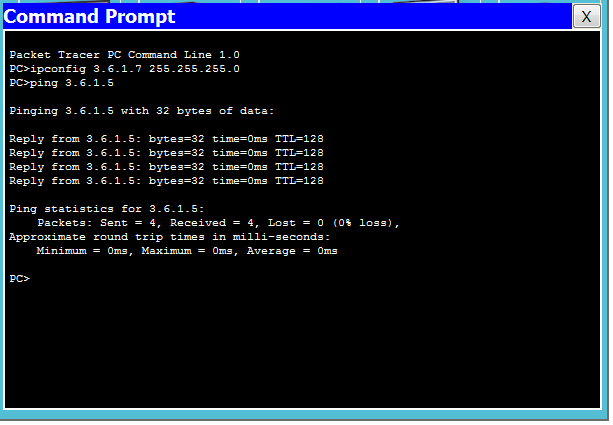 Command Prompt
X
Packet Tracer PC Command Line 1.0
PC>ipconfig 3.6.1.7 255.255.255.0
PC>ping 3.6.1.5
Pinging 3.6.1.5 with 32 bytes of data:
Reply from 3.6.1.5: bytes=32 time=0ms TTL=128
Reply from 3.6.1.5: bytes=32 time=0ms TTL=128
Reply from 3.6.1.5: bytes=32 time=0ms TTL=128
Reply from 3.6.1.5: bytes=32 time=0ms TTL=128
Ping statistics for 3.6.1.5:
    Packets: Sent = 4, Received = 4, Lost = 0 (0% loss),
Approximate round trip times in milli-seconds:
    Minimum = 0ms, Maximum = 0ms, Average = 0ms
PC>